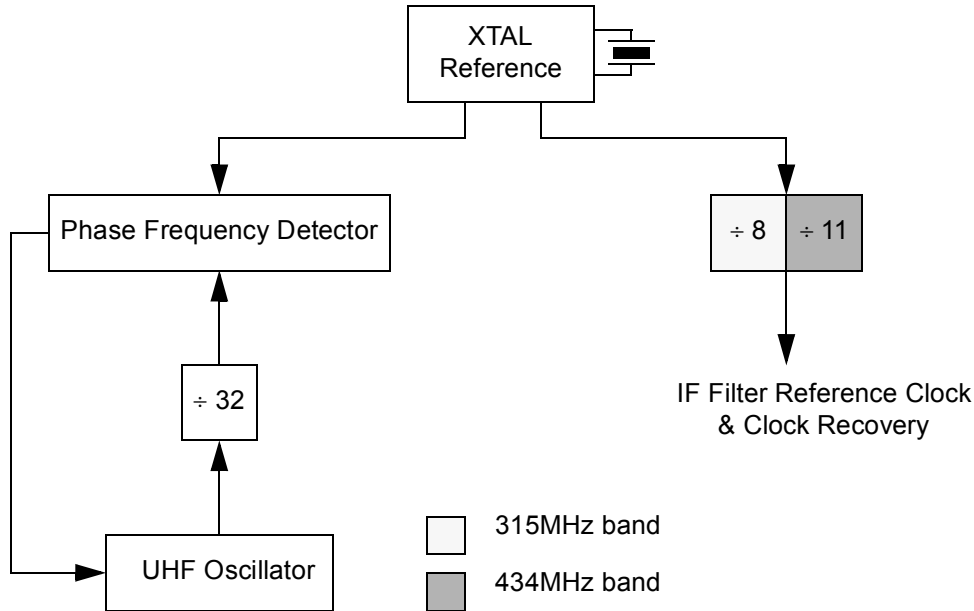 XTAL
Reference
Phase Frequency Detector
÷ 8
÷ 11
÷ 32
IF Filter Reference Clock
& Clock Recovery
UHF Oscillator
315MHz band
434MHz band